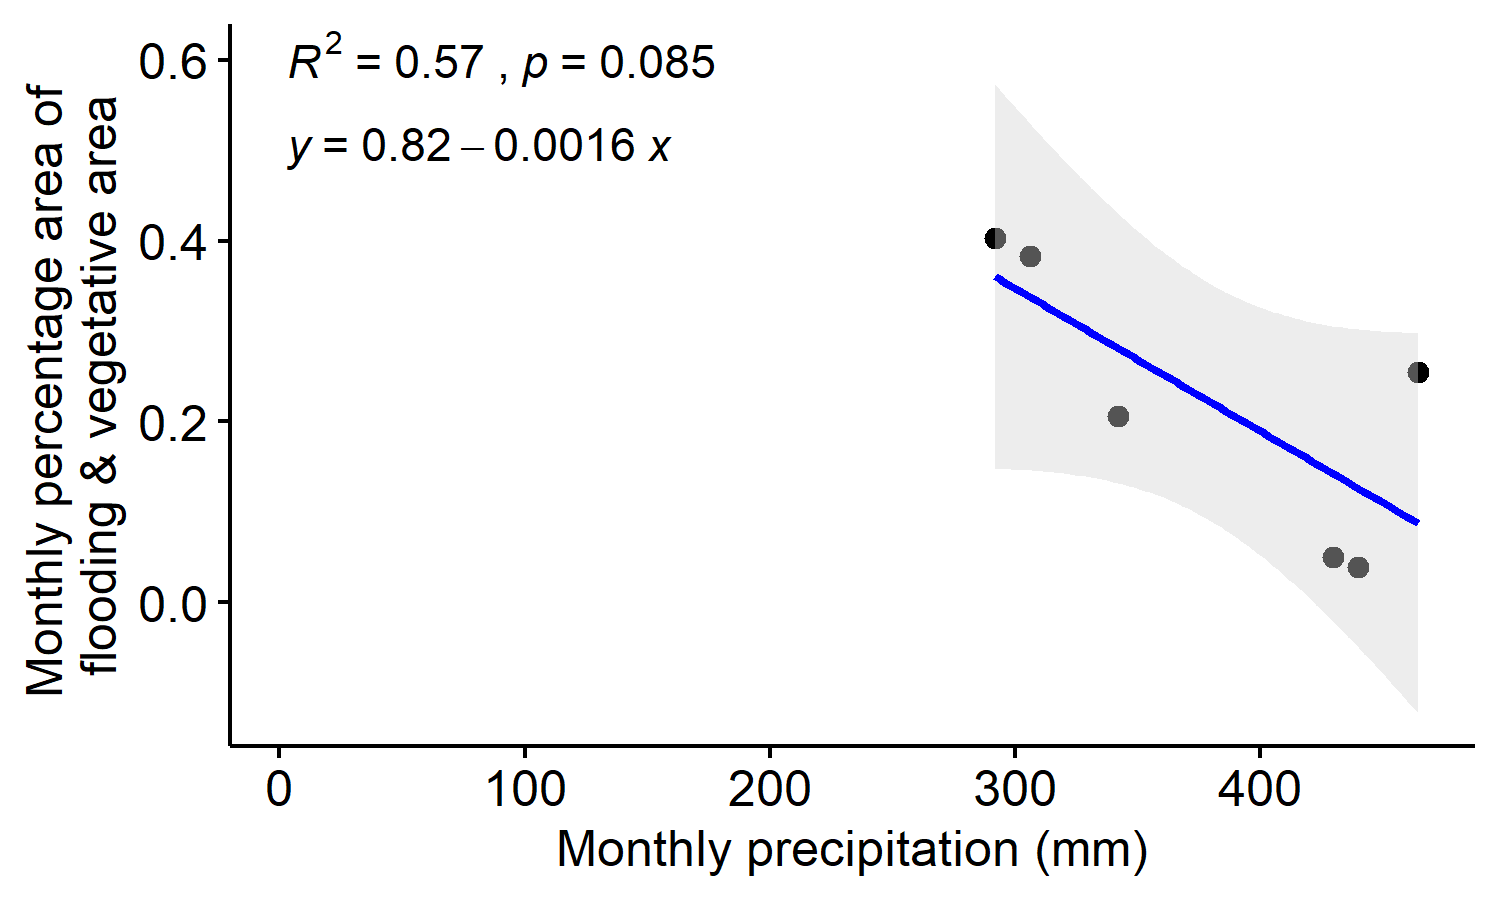 R² = 0.57 , p = 0.085
y = 0.82 – 0.0016 x
Monthly percentage area of
flooding & vegetative area
0.6
0.4
0.2
0.0
0 100 200 300 400
Monthly precipitation (mm)